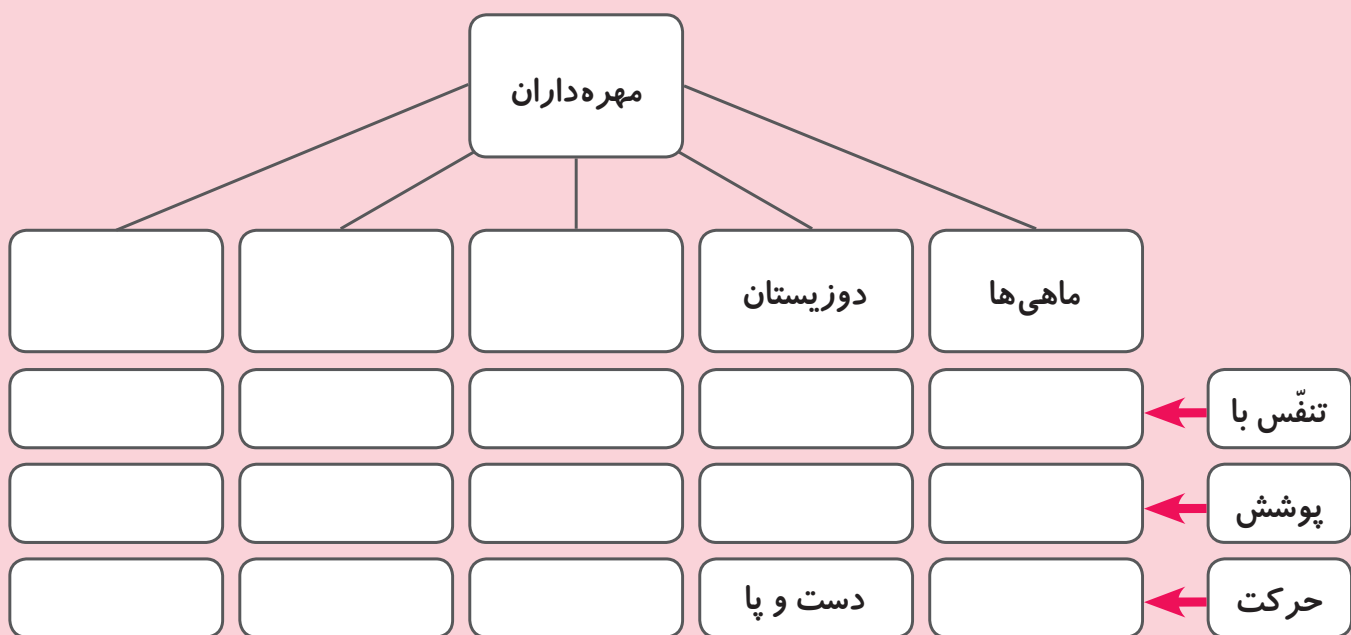 مهره‌داران
ماهی‌ها
دوزیستان
تنفّس با
پوشش
حرکت
دست و پا